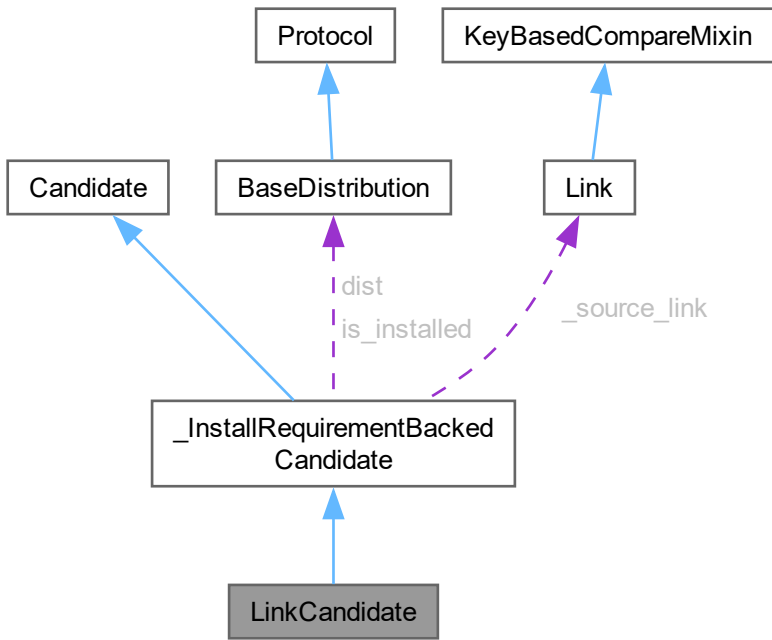 Protocol
KeyBasedCompareMixin
Candidate
BaseDistribution
Link
dist
is_installed
_source_link
_InstallRequirementBacked
Candidate
LinkCandidate